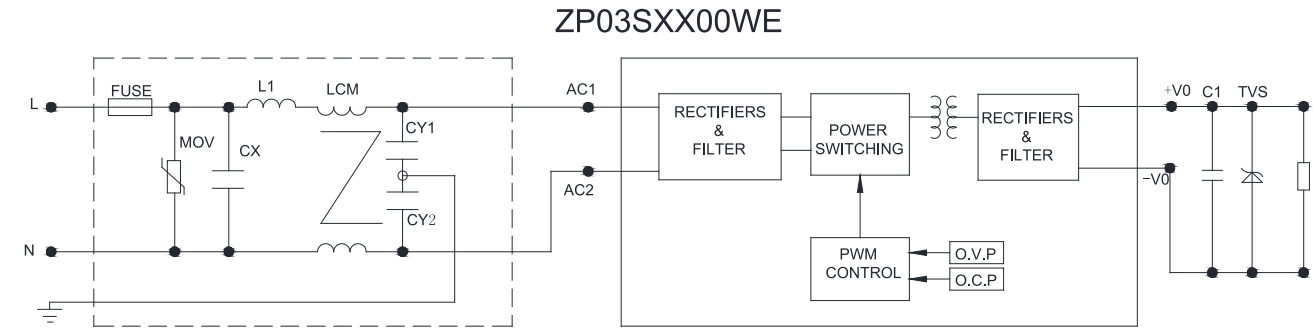 ZP03SXX00WE
FUSE
L1
LCM
L
MOV
CX
CY1
CY2
N
AC1
AC2
RECTIFIERS
&
FILTER
POWER
SWITCHING
RECTIFIERS
&
FILTER
PWM
CONTROL
O.V.P
O.C.P
+V0
C1
TVS
−V0